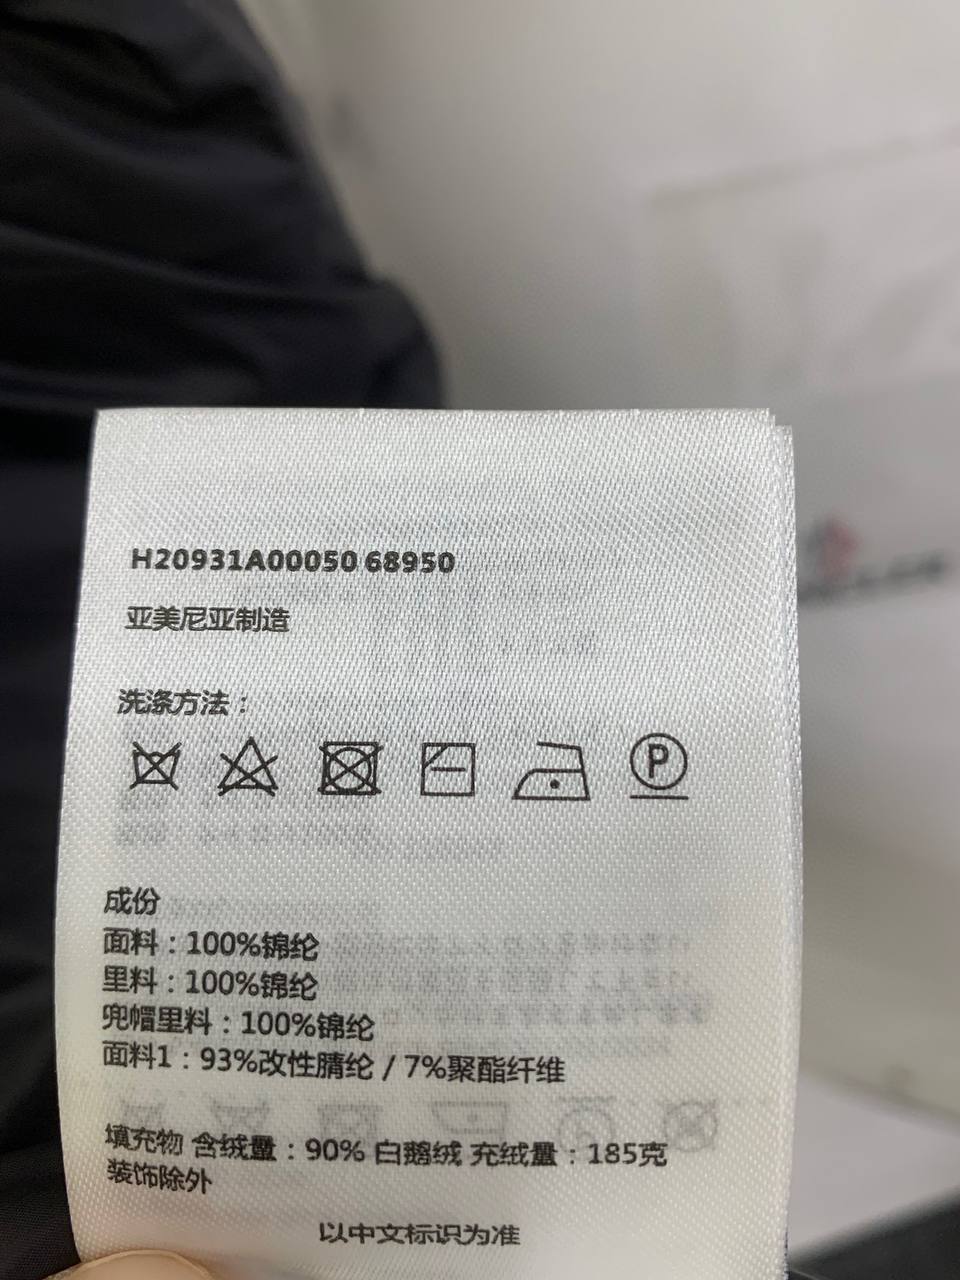 H20931A00050 68950
亚美尼亚制造
洗涤方法：
P
成份
面料：100%锦纶
里料：100%锦纶
兜帽里料：100%锦纶
面料1：93%改性腈纶 / 7%聚酯纤维
填充物 含绒量：90% 白鹅绒 充绒量：185克
装饰除外
以中文标识为准